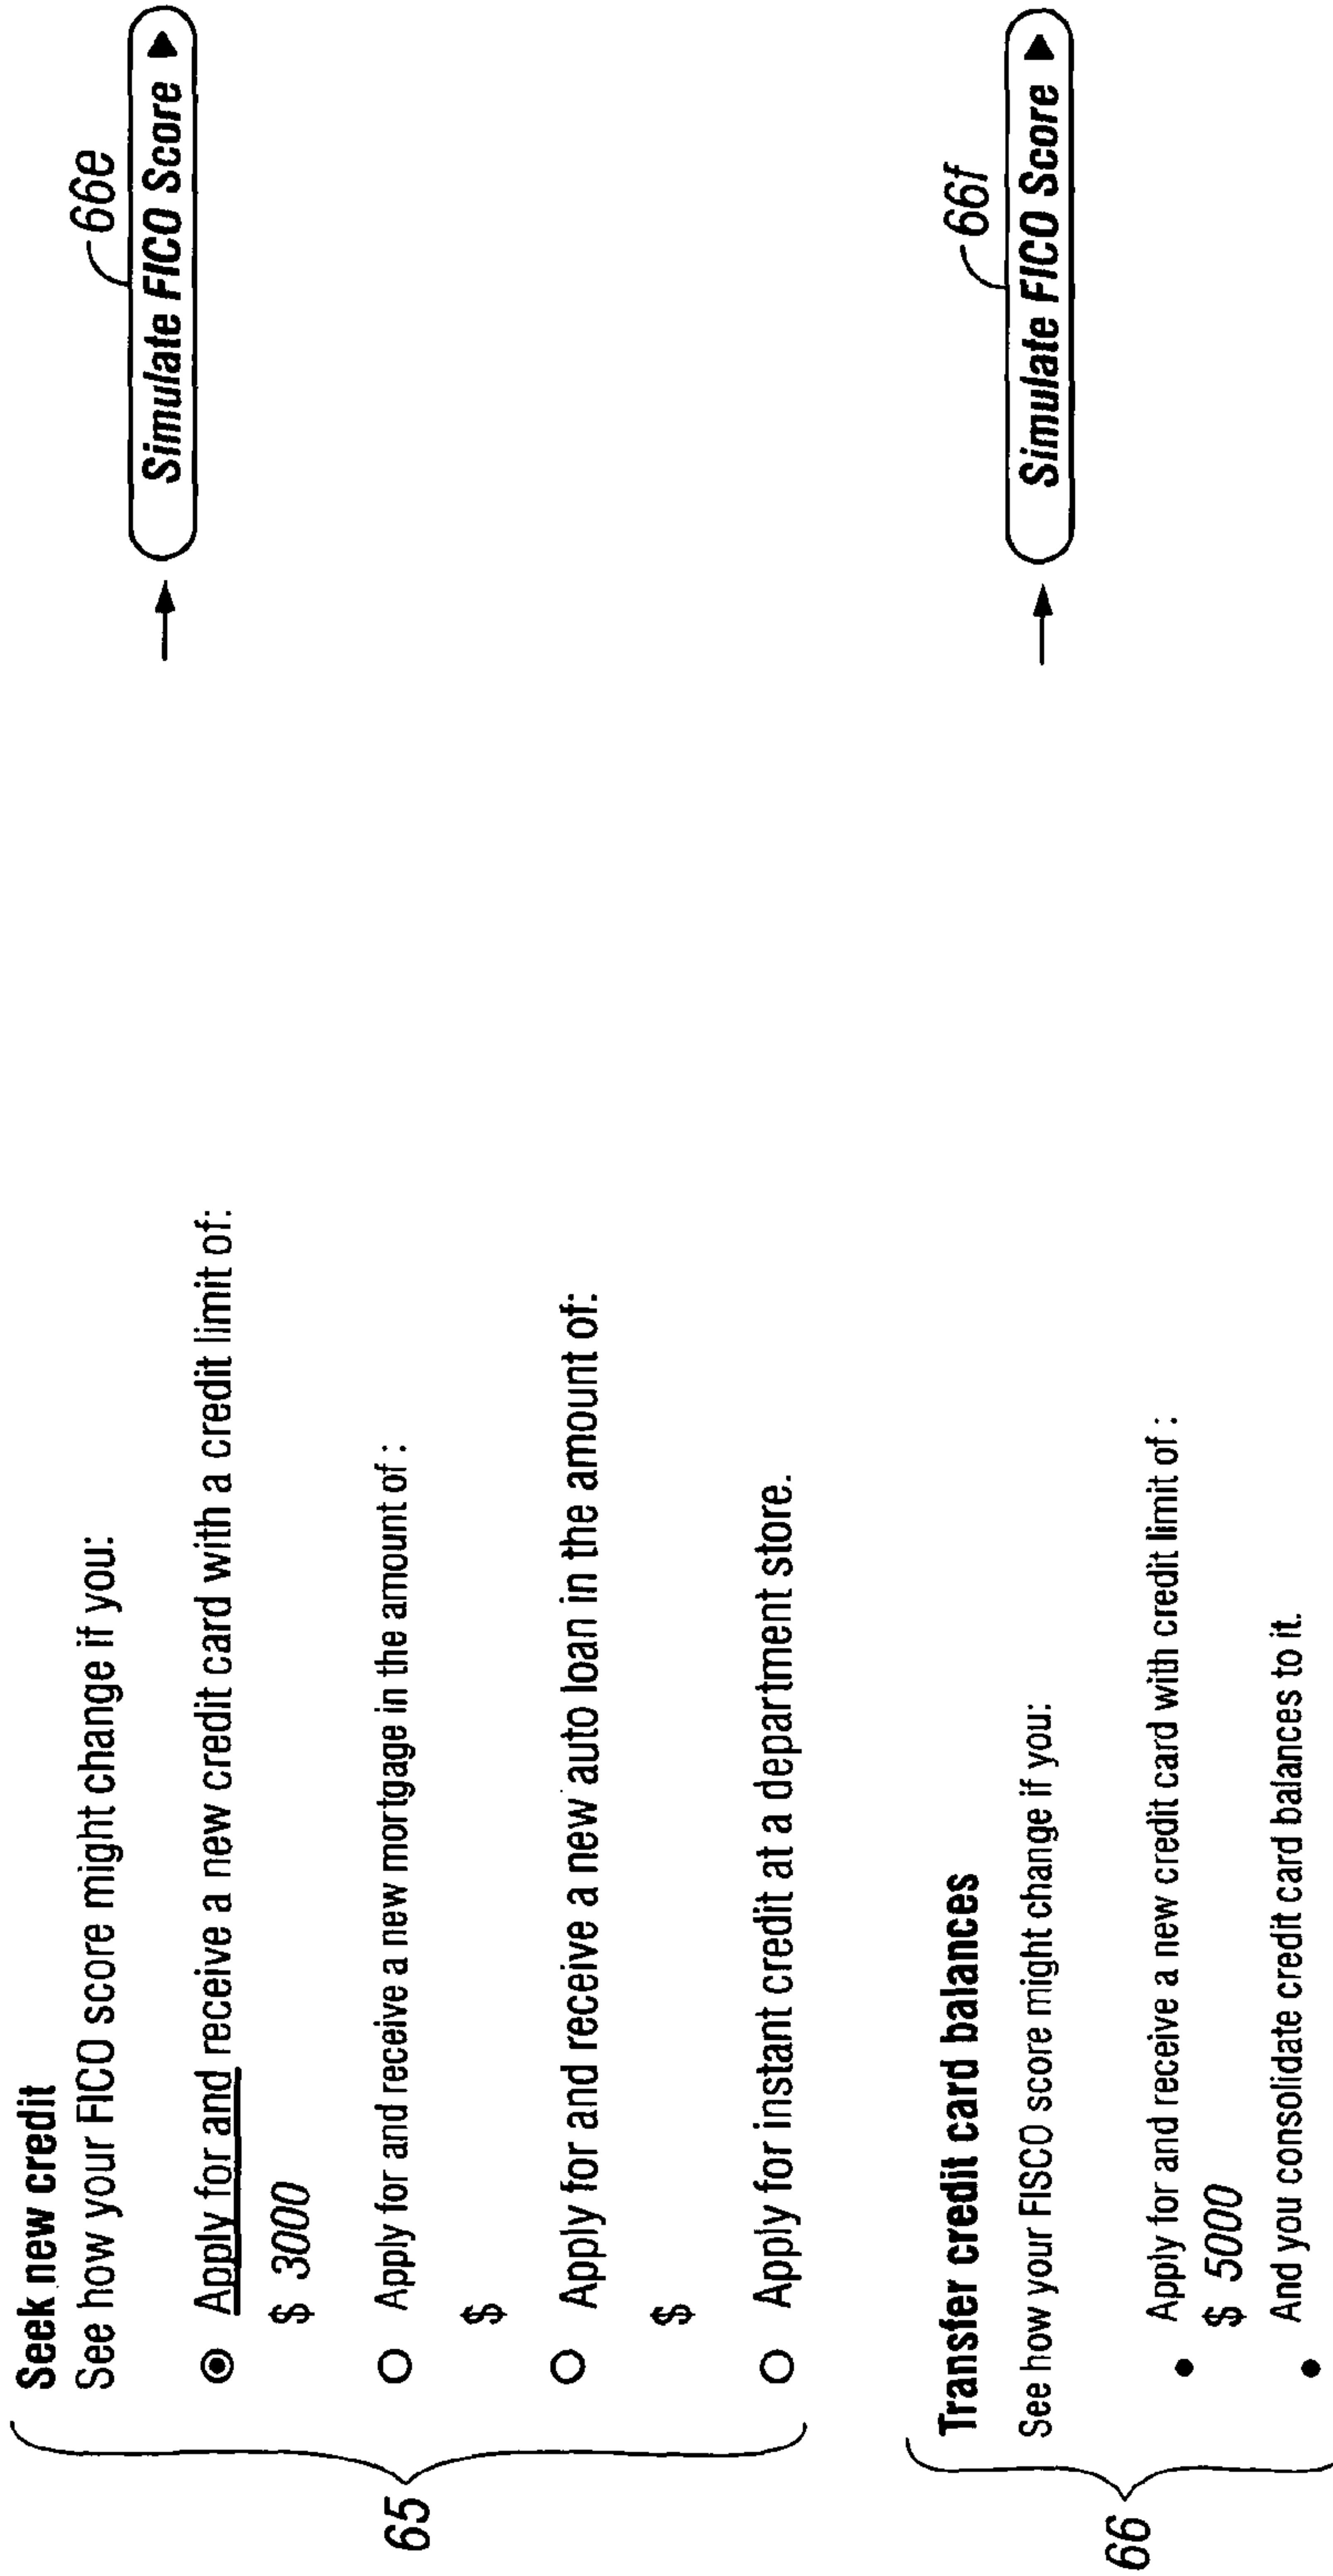 Seek new credit
See how your FICO score might change if you:
Apply for and receive a new credit card with a credit limit of:
$ 3000
Apply for and receive a new mortgage in the amount of :
$
Apply for and receive a new auto loan in the amount of:
$
Apply for instant credit at a department store.
65
66e
Simulate FICO Score
Transfer credit card balances
See how your FISCO score might change if you:
Apply for and receive a new credit card with credit limit of :
$ 5000
And you consolidate credit card balances to it.
66
66f
Simulate FICO Score